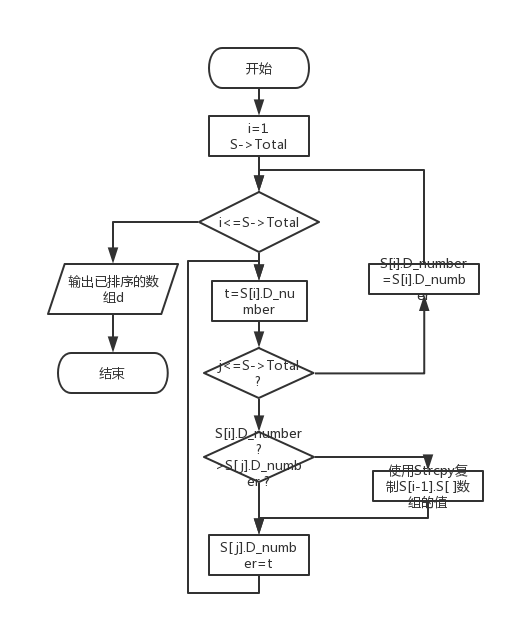 开始
i=1
S->Total
i<=S->Total
输出已排序的数
组d
t=S[i].D_nu
mber
S[i].D_number
=S[i].D_numb
er
j<=S->Total
?
结束
S[i].D_number
?
>S[j].D_numb
er ?
使用Strcpy复
制S[i-1].S[ ]数
组的值
S[j].D_numb
er=t